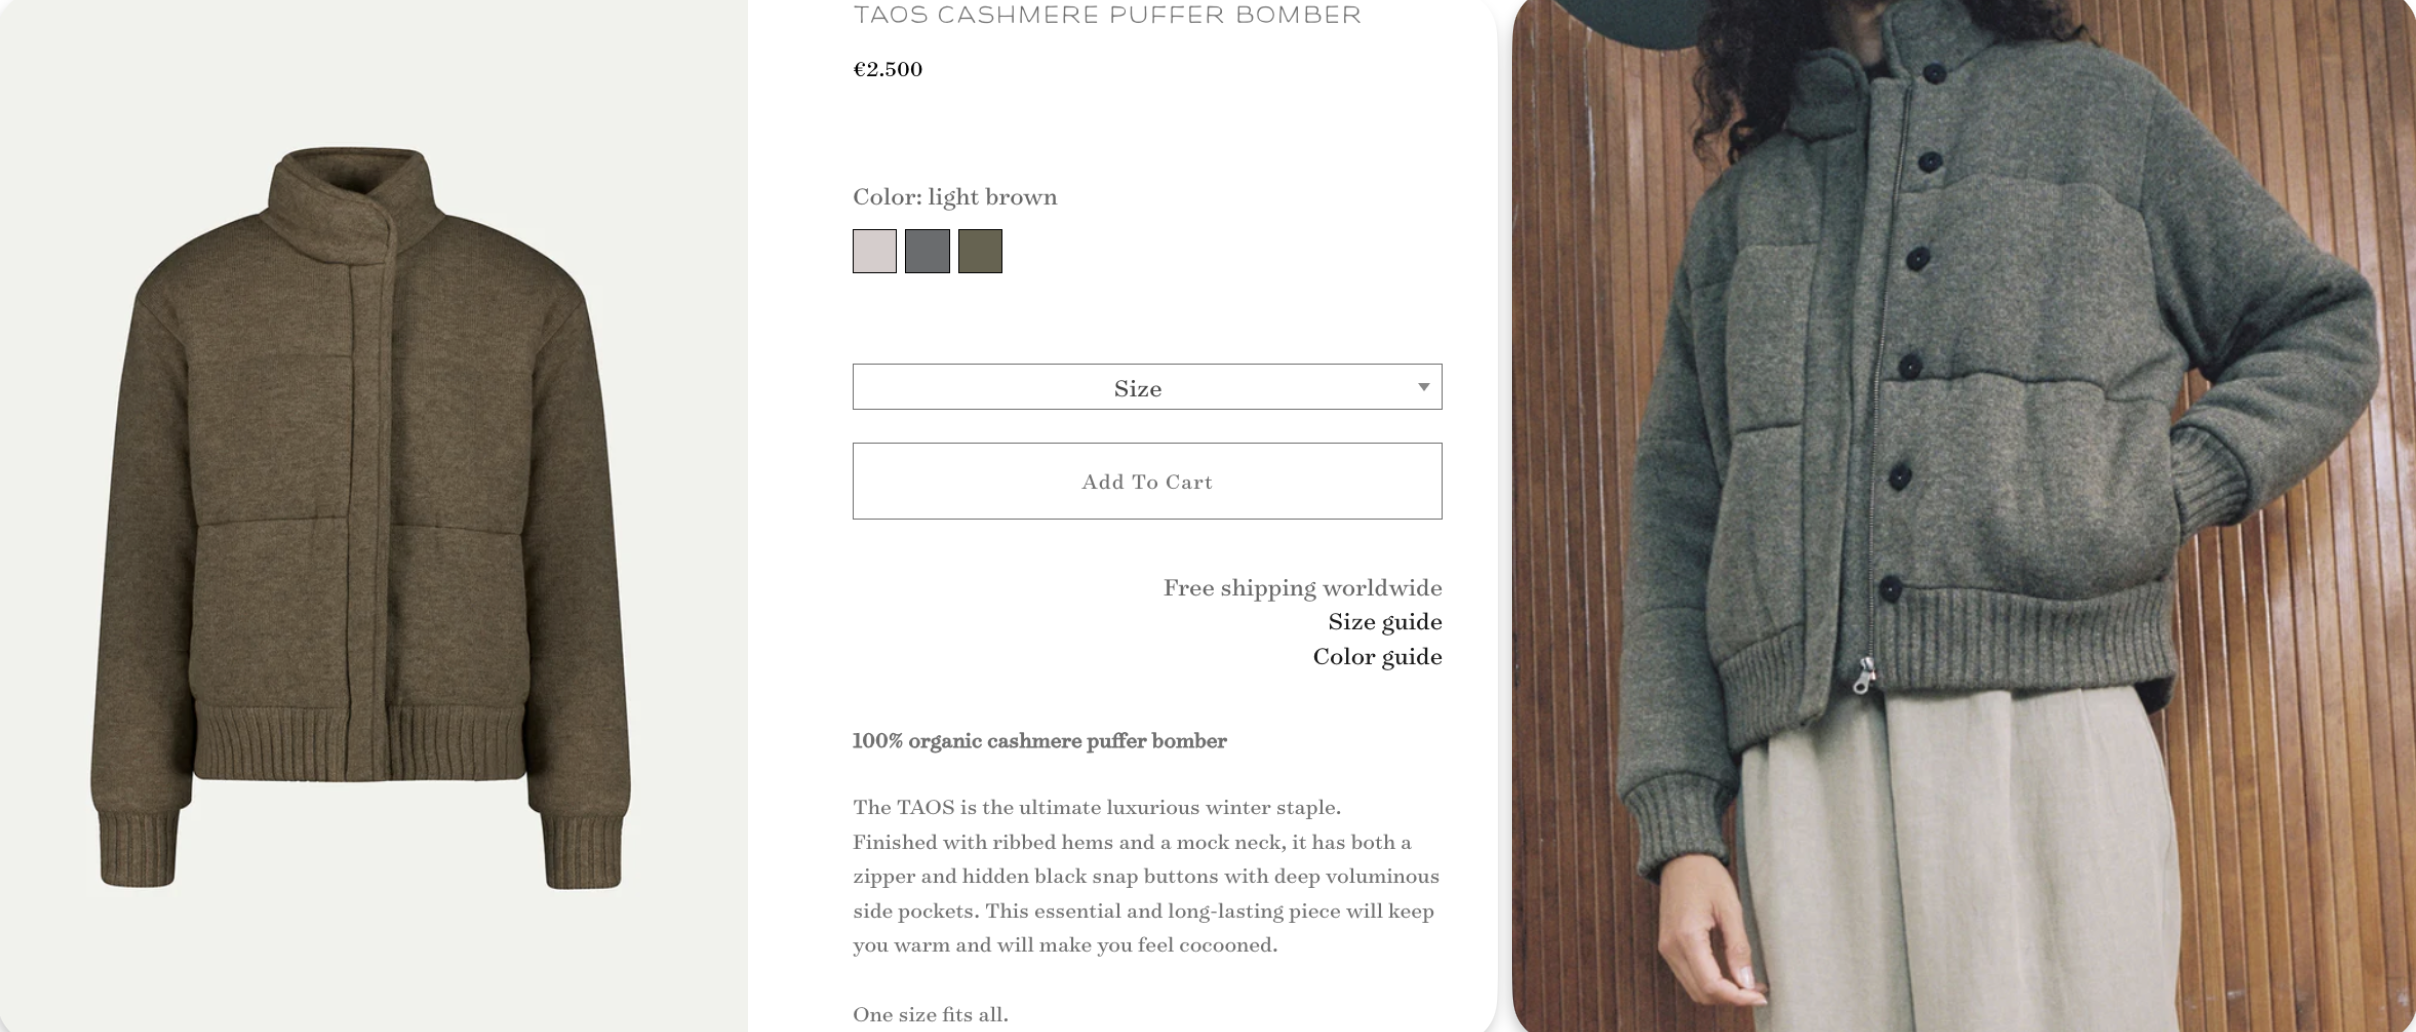 TAOS CASHMERE PUFFER BOMBER
€2.500
Color: light brown
Size
Add To Cart
Free shipping worldwide
Size guide
Color guide
100% organic cashmere puffer bomber
The TAOS is the ultimate luxurious winter staple.
Finished with ribbed hems and a mock neck, it has both a
zipper and hidden black snap buttons with deep voluminous
side pockets. This essential and long-lasting piece will keep
you warm and will make you feel cocooned.
One size fits all.